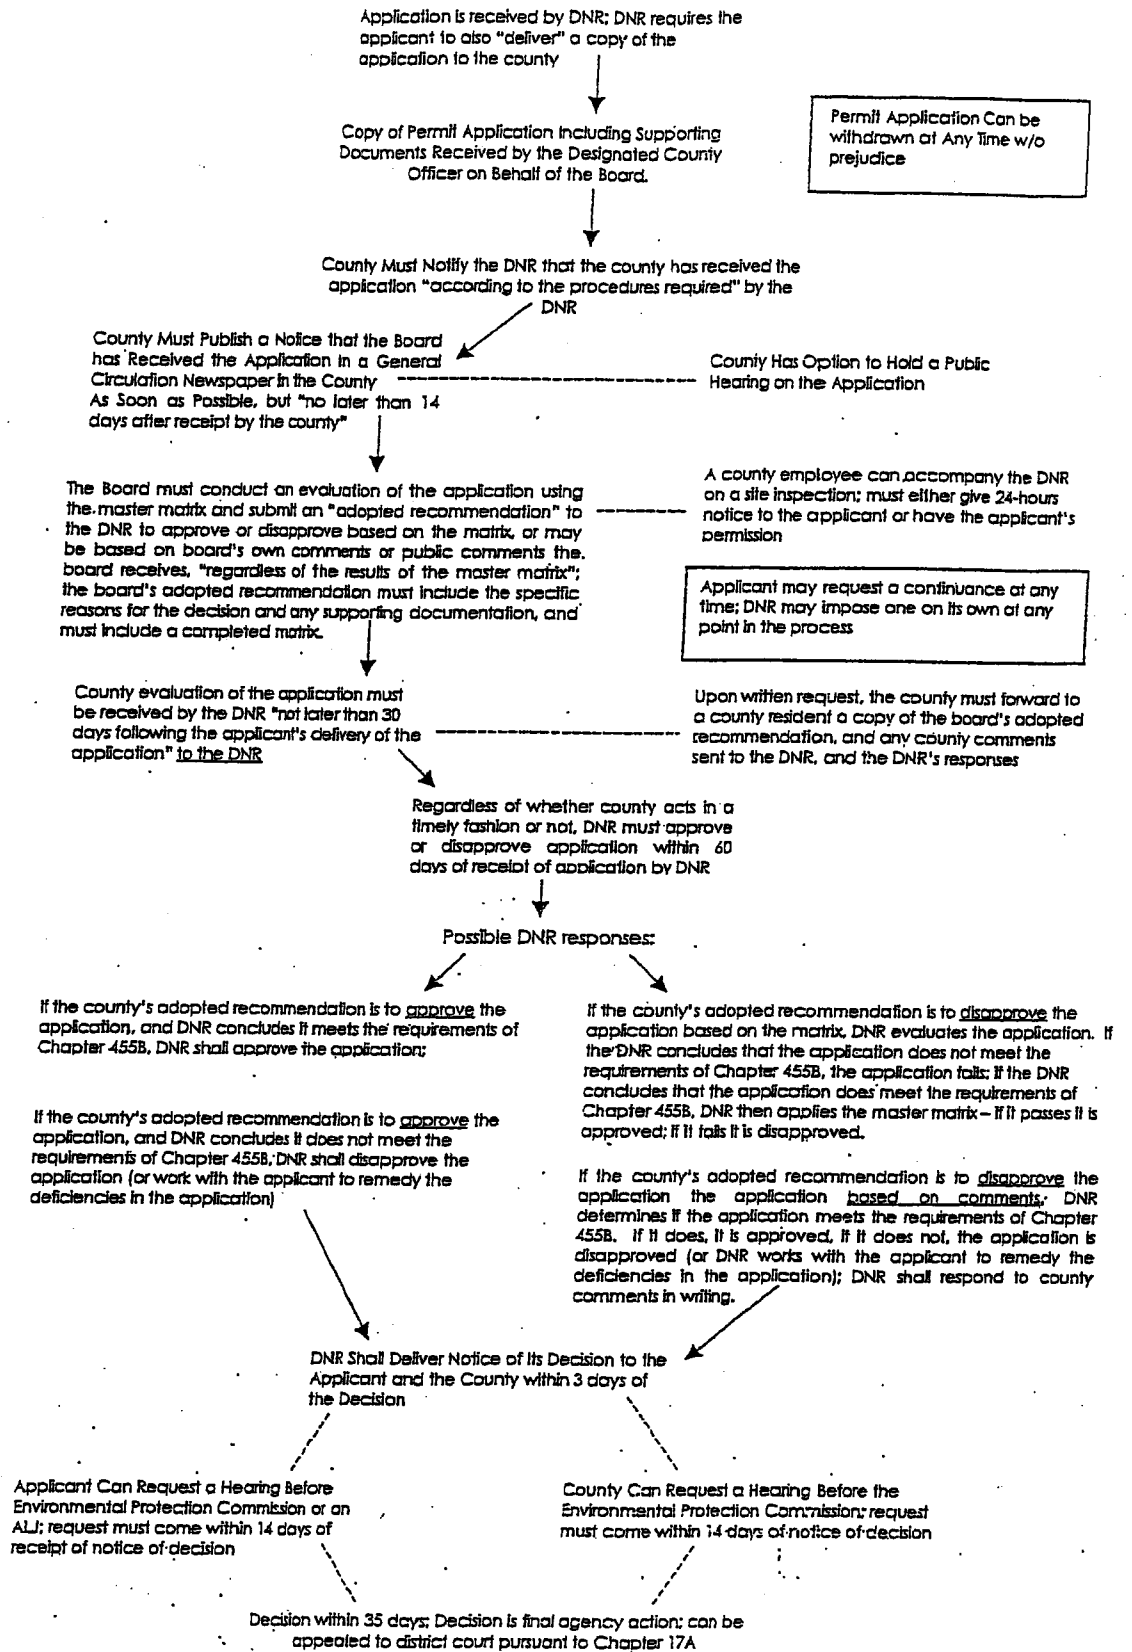 Application is received by DNR; DNR requires the
applicant to also "deliver" a copy of the
application to the county
Copy of Permit Application Including Supporting
Documents Received by the Designated County
Officer on Behalf of the Board.
Permit Application Can be
withdrawn at Any Time w/o
prejudice
County Must Notify the DNR that the county has received the
application "according to the procedures required" by the
DNR
County Must Publish a Notice that the Board
has Received the Application in a General
Circulation Newspaper in the County
As Soon as Possible, but "no later than 14
days after receipt by the county"
County Has Option to Hold a Public
Hearing on the Application
The Board must conduct an evaluation of the application using
the master matrix and submit an "adopted recommendation" to
the DNR to approve or disapprove based on the matrix, or may
be based on board's own comments or public comments the
board receives, "regardless of the results of the master matrix";
the board's adopted recommendation must include the specific
reasons for the decision and any supporting documentation, and
must include a completed matrix.
A county employee can accompany the DNR
on a site inspection; must either give 24-hours
notice to the applicant or have the applicant's
permission
Applicant may request a continuance at any
time; DNR may impose one on its own at any
point in the process
County evaluation of the application must
be received by the DNR "not later than 30
days following the applicant's delivery of the
application" to the DNR
Upon written request, the county must forward to
a county resident a copy of the board's adopted
recommendation, and any county comments
sent to the DNR, and the DNR's responses
Regardless of whether county acts in a
timely fashion or not, DNR must approve
or disapprove application within 60
days of receipt of application by DNR
Possible DNR responses:
If the county's adopted recommendation is to approve the
application, and DNR concludes it meets the requirements of
Chapter 455B, DNR shall approve the application;
If the county's adopted recommendation is to approve the
application, and DNR concludes it does not meet the
requirements of Chapter 455B, DNR shall disapprove the
application (or work with the applicant to remedy the
deficiencies in the application)
If the county's adopted recommendation is to disapprove the
application based on the matrix, DNR evaluates the application. If
the DNR concludes that the application does not meet the
requirements of Chapter 455B, the application fails; if the DNR
concludes that the application does meet the requirements of
Chapter 455B, DNR then applies the master matrix – if it passes it is
approved; if it fails it is disapproved.
If the county's adopted recommendation is to disapprove the
application the application based on comments, DNR
determines if the application meets the requirements of Chapter
455B. If it does, it is approved, if it does not, the application is
disapproved (or DNR works with the applicant to remedy the
deficiencies in the application); DNR shall respond to county
comments in writing.
DNR Shall Deliver Notice of Its Decision to the
Applicant and the County within 3 days of
the Decision
Applicant Can Request a Hearing Before
Environmental Protection Commission or an
ALJ; request must come within 14 days of
receipt of notice of decision
County Can Request a Hearing Before the
Environmental Protection Commission; request
must come within 14 days of notice of decision
Decision within 35 days; Decision is final agency action; can be
appealed to district court pursuant to Chapter 17A